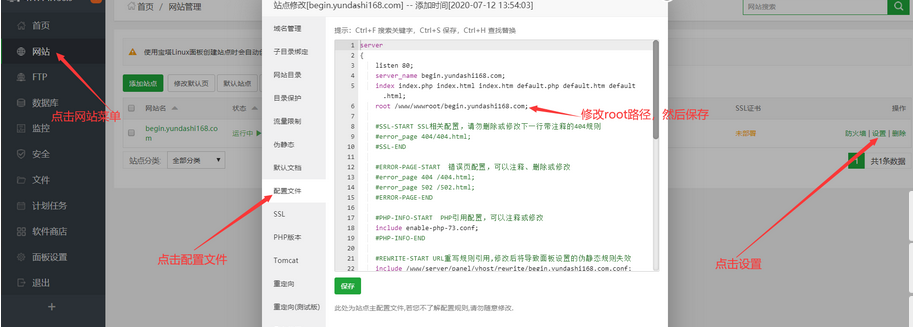 首页 / 网站管理
网站搜索
首页
网站
FTP
数据库
监控
安全
文件
计划任务
软件商店
面板设置
退出
点击网站菜单
使用宝塔Linux面板创建站点时会自动
添加站点
修改默认页
默认站点
网站名
状态
begin.yundashi168.com
运行中
站点分类:
全部分类
SSL证书
操作
未部署
防火墙 | 设置 | 删除
1
共1条数据
点击设置
站点修改[begin.yundashi168.com] -- 添加时间[2020-07-12 13:54:03]
域名管理
子目录绑定
网站目录
目录保护
流量限制
伪静态
默认文档
配置文件
SSL
PHP版本
Tomcat
重定向
重定向(测试版)
点击配置文件
提示：Ctrl+F 搜索关键字，Ctrl+S 保存，Ctrl+H 查找替换
1 server
2 {
3 listen 80;
4 server_name begin.yundashi168.com;
5 index index.php index.html index.htm default.php default.htm default
.html;
6 root /www/wwwroot/begin.yundashi168.com;
修改root路径，然后保存
7
8 #SSL-START SSL相关配置，请勿删除或修改下一行带注释的404规则
9 #error_page 404/404.html;
10 #SSL-END
11
12 #ERROR-PAGE-START 错误页配置，可以注释、删除或修改
13 #error_page 404 /404.html;
14 #error_page 502 /502.html;
15 #ERROR-PAGE-END
16
17 #PHP-INFO-START PHP引用配置，可以注释或修改
18 include enable-php-73.conf;
19 #PHP-INFO-END
20
21 #REWRITE-START URL重写规则引用,修改后将导致面板设置的伪静态规则失效
22 include /www/server/panel/vhost/rewrite/begin.yundashi168.com.conf;
保存
此处为站点主配置文件,若您不了解配置规则,请勿随意修改.